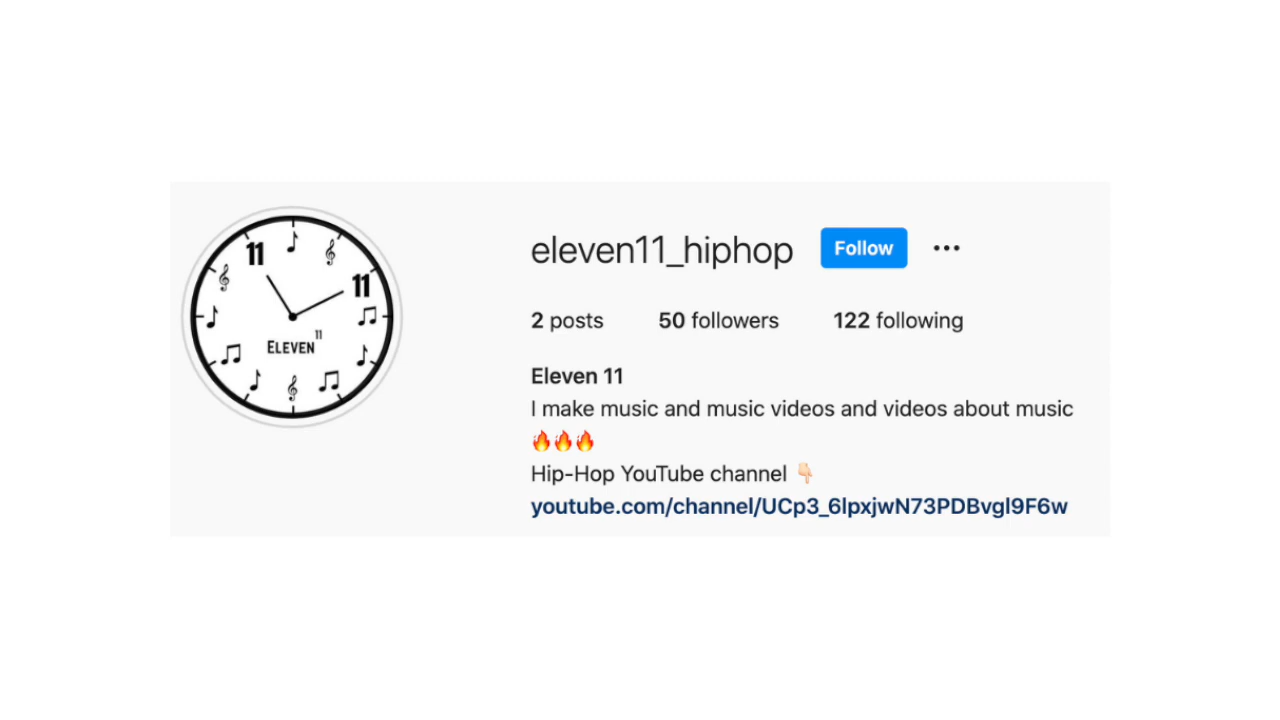 11
11
ELEVEN 11
eleven11_hiphop Follow
2 posts 50 followers 122 following
Eleven 11
I make music and music videos and videos about music
🔥🔥🔥
Hip-Hop YouTube channel 👇🏻
youtube.com/channel/UCp3_6lpxjwN73PDBvgl9F6w